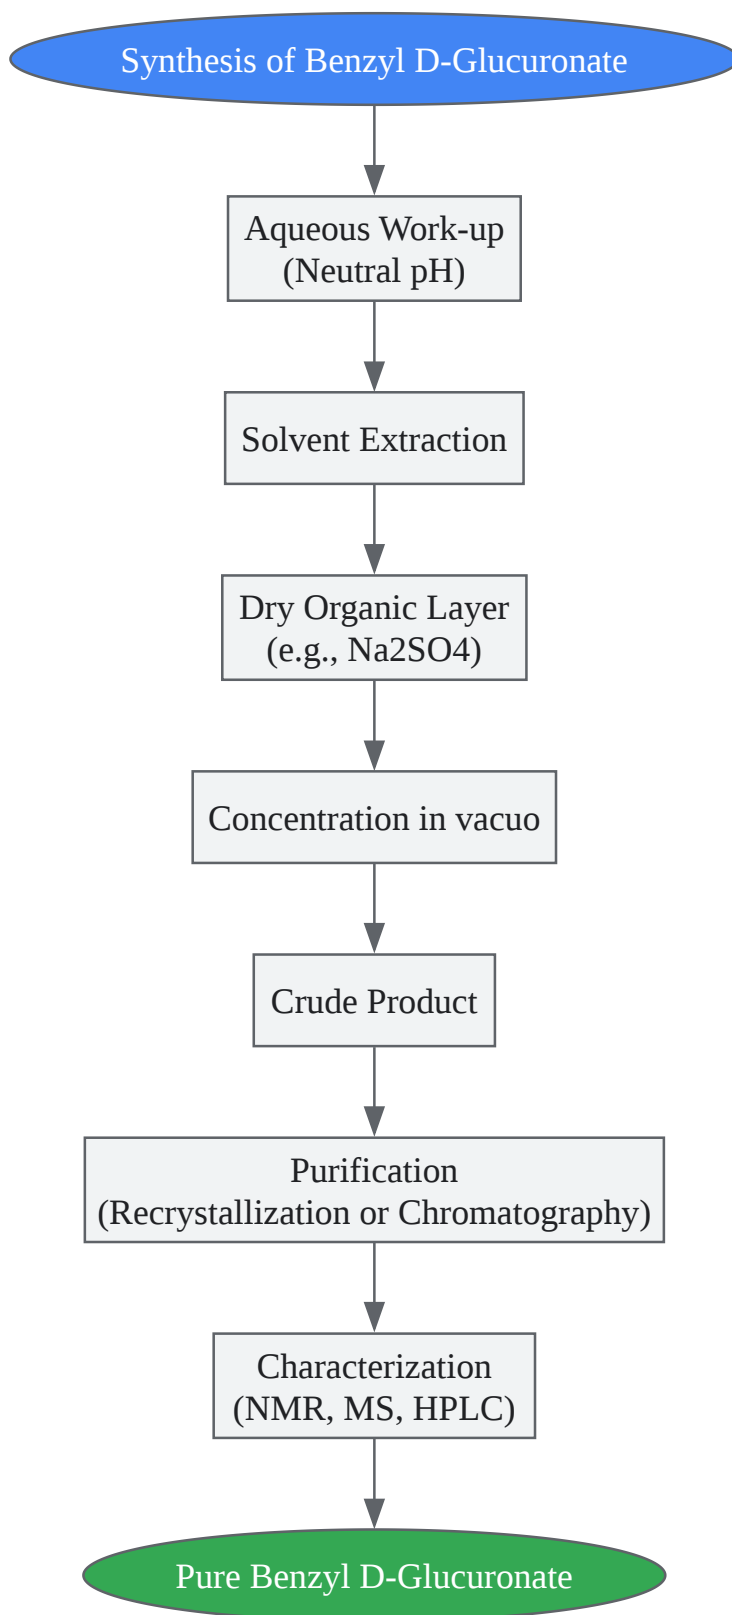 Synthesis of Benzyl D-Glucuronate
Aqueous Work-up
(Neutral pH)
Solvent Extraction
Dry Organic Layer
(e.g., Na2SO4)
Concentration in vacuo
Crude Product
Purification
(Recrystallization or Chromatography)
Characterization
(NMR, MS, HPLC)
Pure Benzyl D-Glucuronate